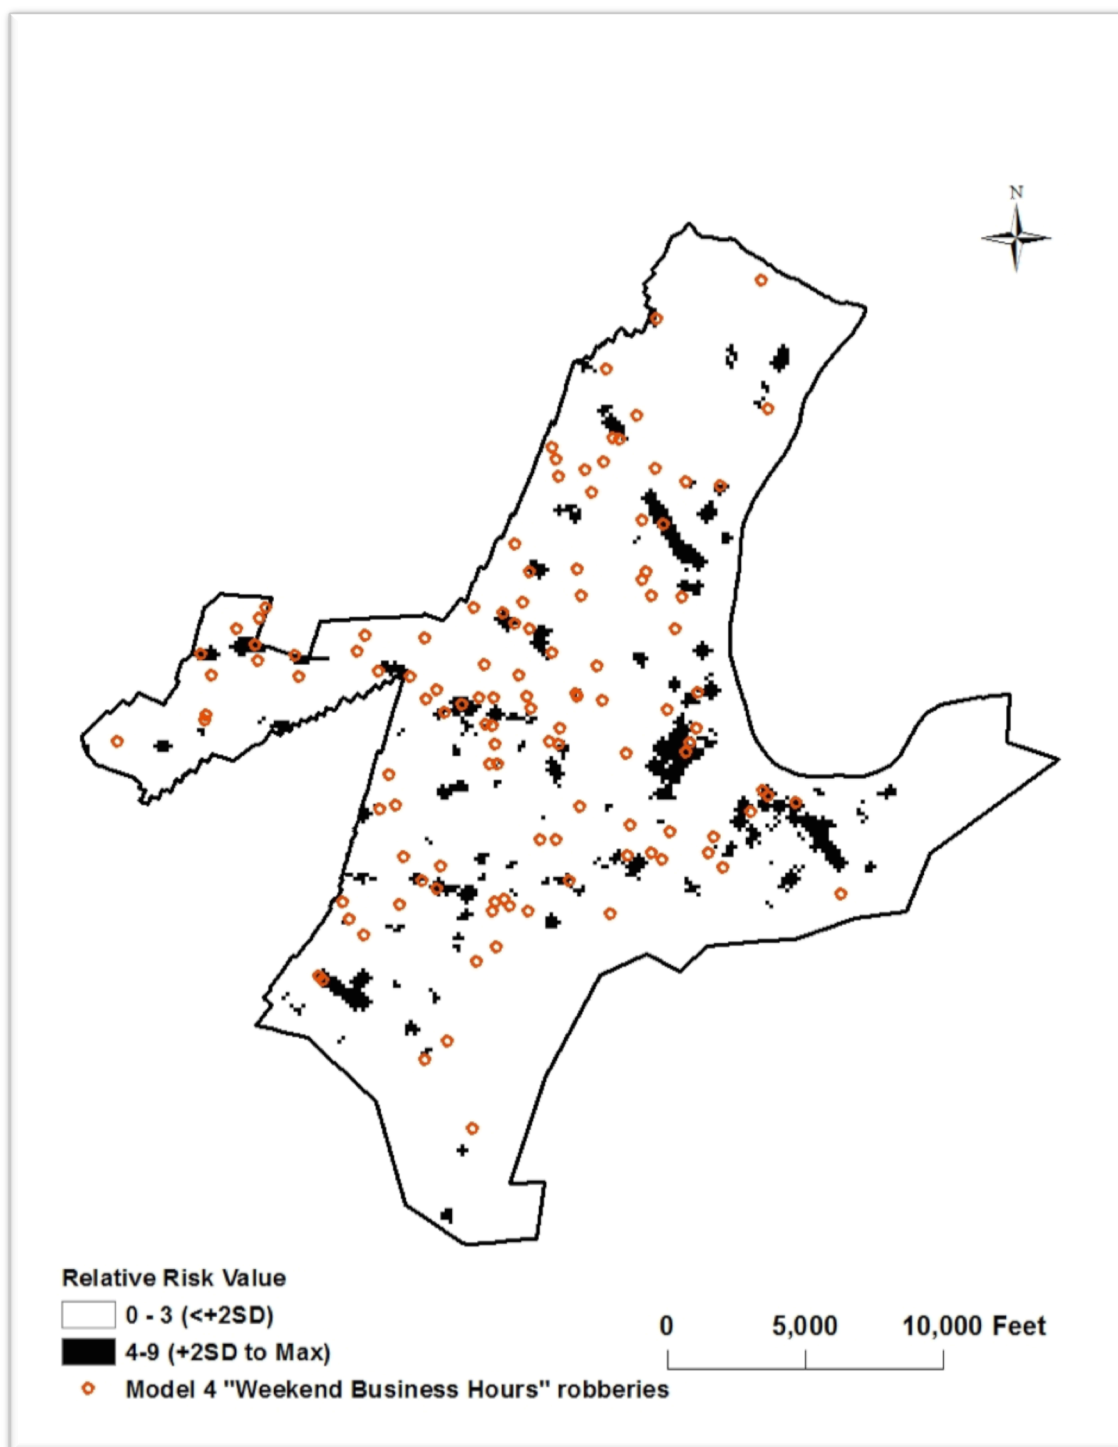 N
Relative Risk Value
0 - 3 (<+2SD)
4-9 (+2SD to Max)
Model 4 "Weekend Business Hours" robberies
0 5,000 10,000 Feet